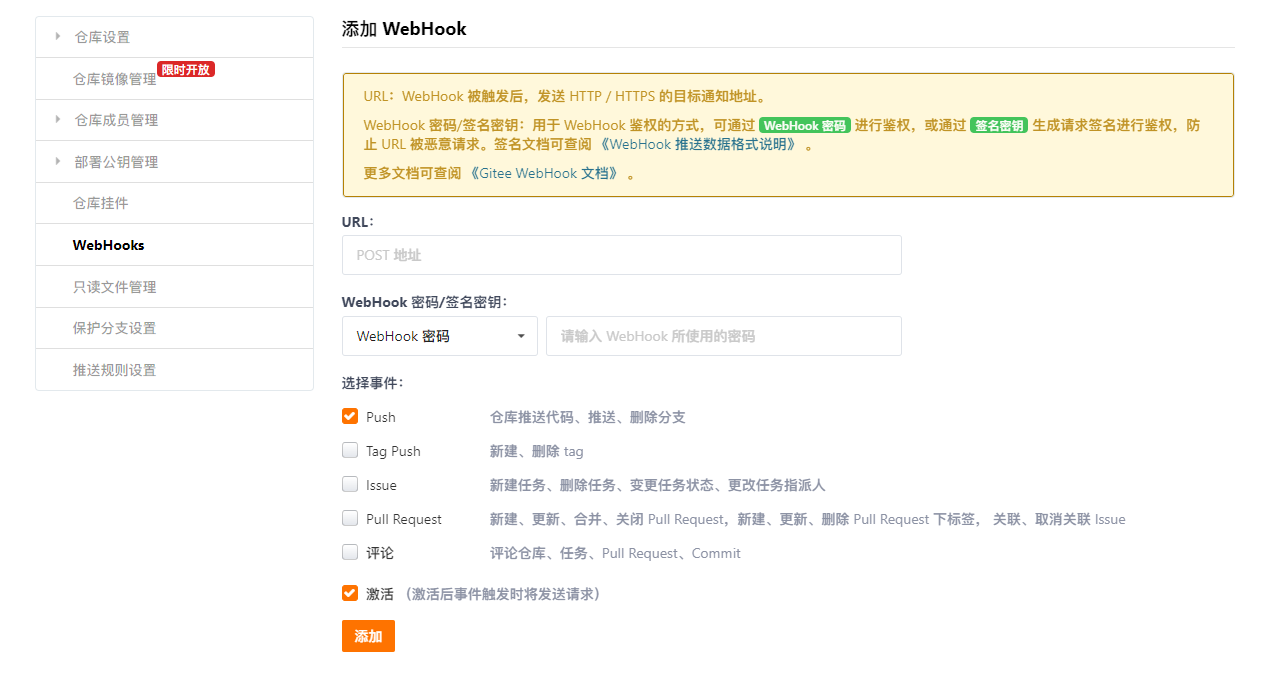 仓库设置
仓库镜像管理 限时开放
仓库成员管理
部署公钥管理
仓库挂件
WebHooks
只读文件管理
保护分支设置
推送规则设置
添加 WebHook
URL：WebHook 被触发后，发送 HTTP / HTTPS 的目标通知地址。
WebHook 密码/签名密钥：用于 WebHook 鉴权的方式，可通过 WebHook 密码 进行鉴权，或通过 签名密钥 生成请求签名进行鉴权，防
止 URL 被恶意请求。签名文档可查阅 《WebHook 推送数据格式说明》 。
更多文档可查阅 《Gitee WebHook 文档》 。
URL：
POST 地址
WebHook 密码/签名密钥：
WebHook 密码 请输入 WebHook 所使用的密码
选择事件：
Push 仓库推送代码、推送、删除分支
Tag Push 新建、删除 tag
Issue 新建任务、删除任务、变更任务状态、更改任务指派人
Pull Request 新建、更新、合并、关闭 Pull Request，新建、更新、删除 Pull Request 下标签， 关联、取消关联 Issue
评论 评论仓库、任务、Pull Request、Commit
激活 （激活后事件触发时将发送请求）
添加